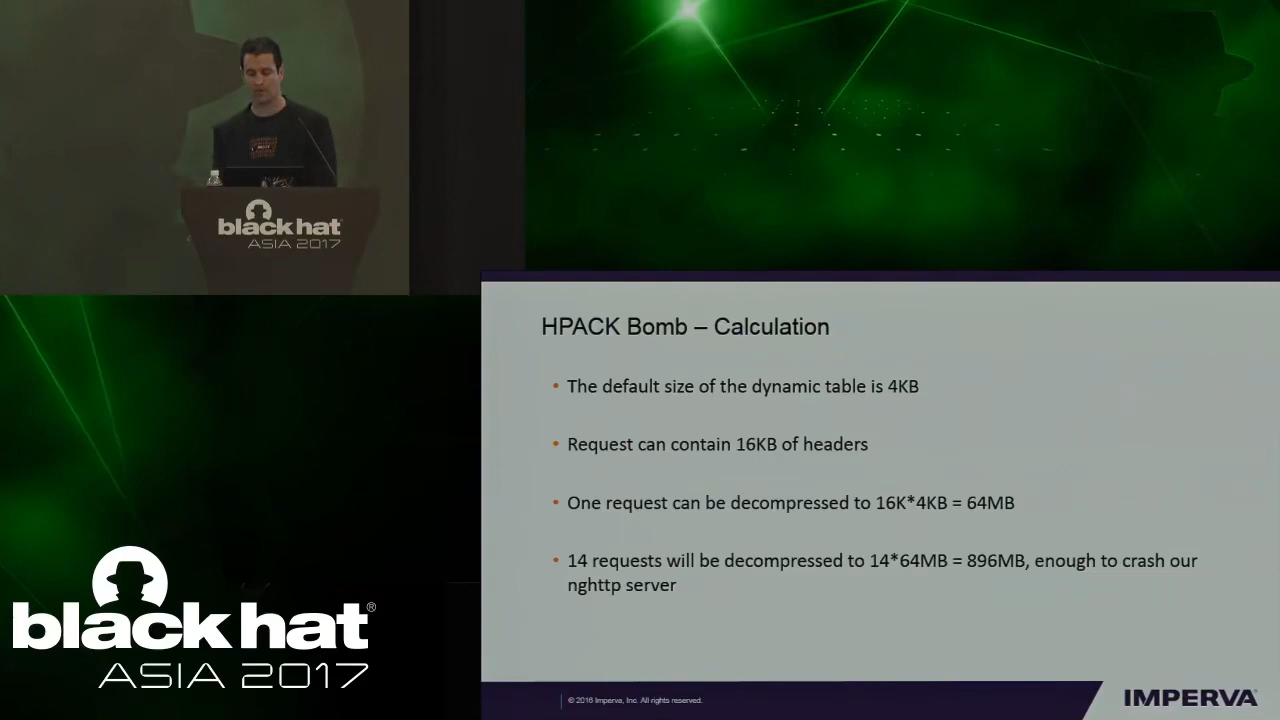 black hat
ASIA 2017
HPACK Bomb – Calculation
• The default size of the dynamic table is 4KB
• Request can contain 16KB of headers
• One request can be decompressed to 16K*4KB = 64MB
• 14 requests will be decompressed to 14*64MB = 896MB, enough to crash our
nghttp server
© 2016 Imperva, Inc. All rights reserved.
IMPERVA
black hat®
ASIA 2017